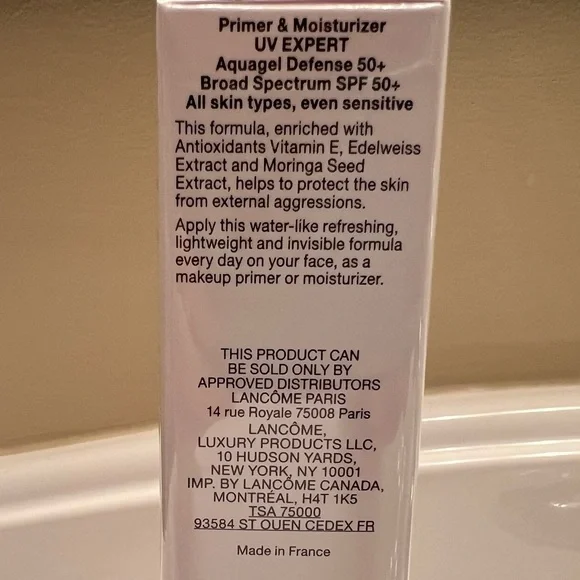 Primer & Moisturizer
UV EXPERT
Aquagel Defense 50+
Broad Spectrum SPF 50+
All skin types, even sensitive
This formula, enriched with
Antioxidants Vitamin E, Edelweiss
Extract and Moringa Seed
Extract, helps to protect the skin
from external aggressions.
Apply this water-like refreshing,
lightweight and invisible formula
every day on your face, as a
makeup primer or moisturizer.
THIS PRODUCT CAN
BE SOLD ONLY BY
APPROVED DISTRIBUTORS
LANCÔME PARIS
14 rue Royale 75008 Paris
LANCÔME,
LUXURY PRODUCTS LLC,
10 HUDSON YARDS,
NEW YORK, NY 10001
IMP. BY LANCÔME CANADA,
MONTRÉAL, H4T 1K5
TSA 75000
93584 ST OUEN CEDEX FR
Made in France